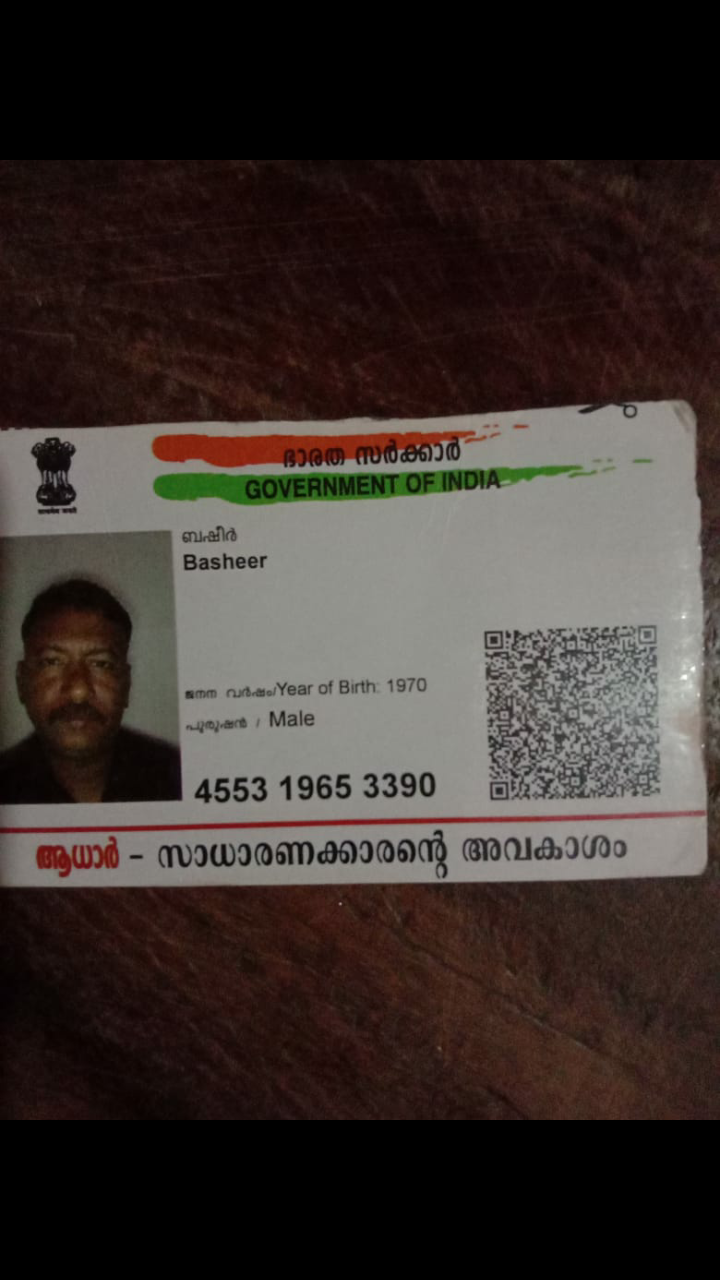 ഭാരത സർക്കാർ
GOVERNMENT OF INDIA
ബഷീർ
Basheer
ജനന വർഷം/Year of Birth: 1970
പുരുഷൻ / Male
4553 1965 3390
ആധാർ – സാധാരണക്കാരന്റെ അവകാശം